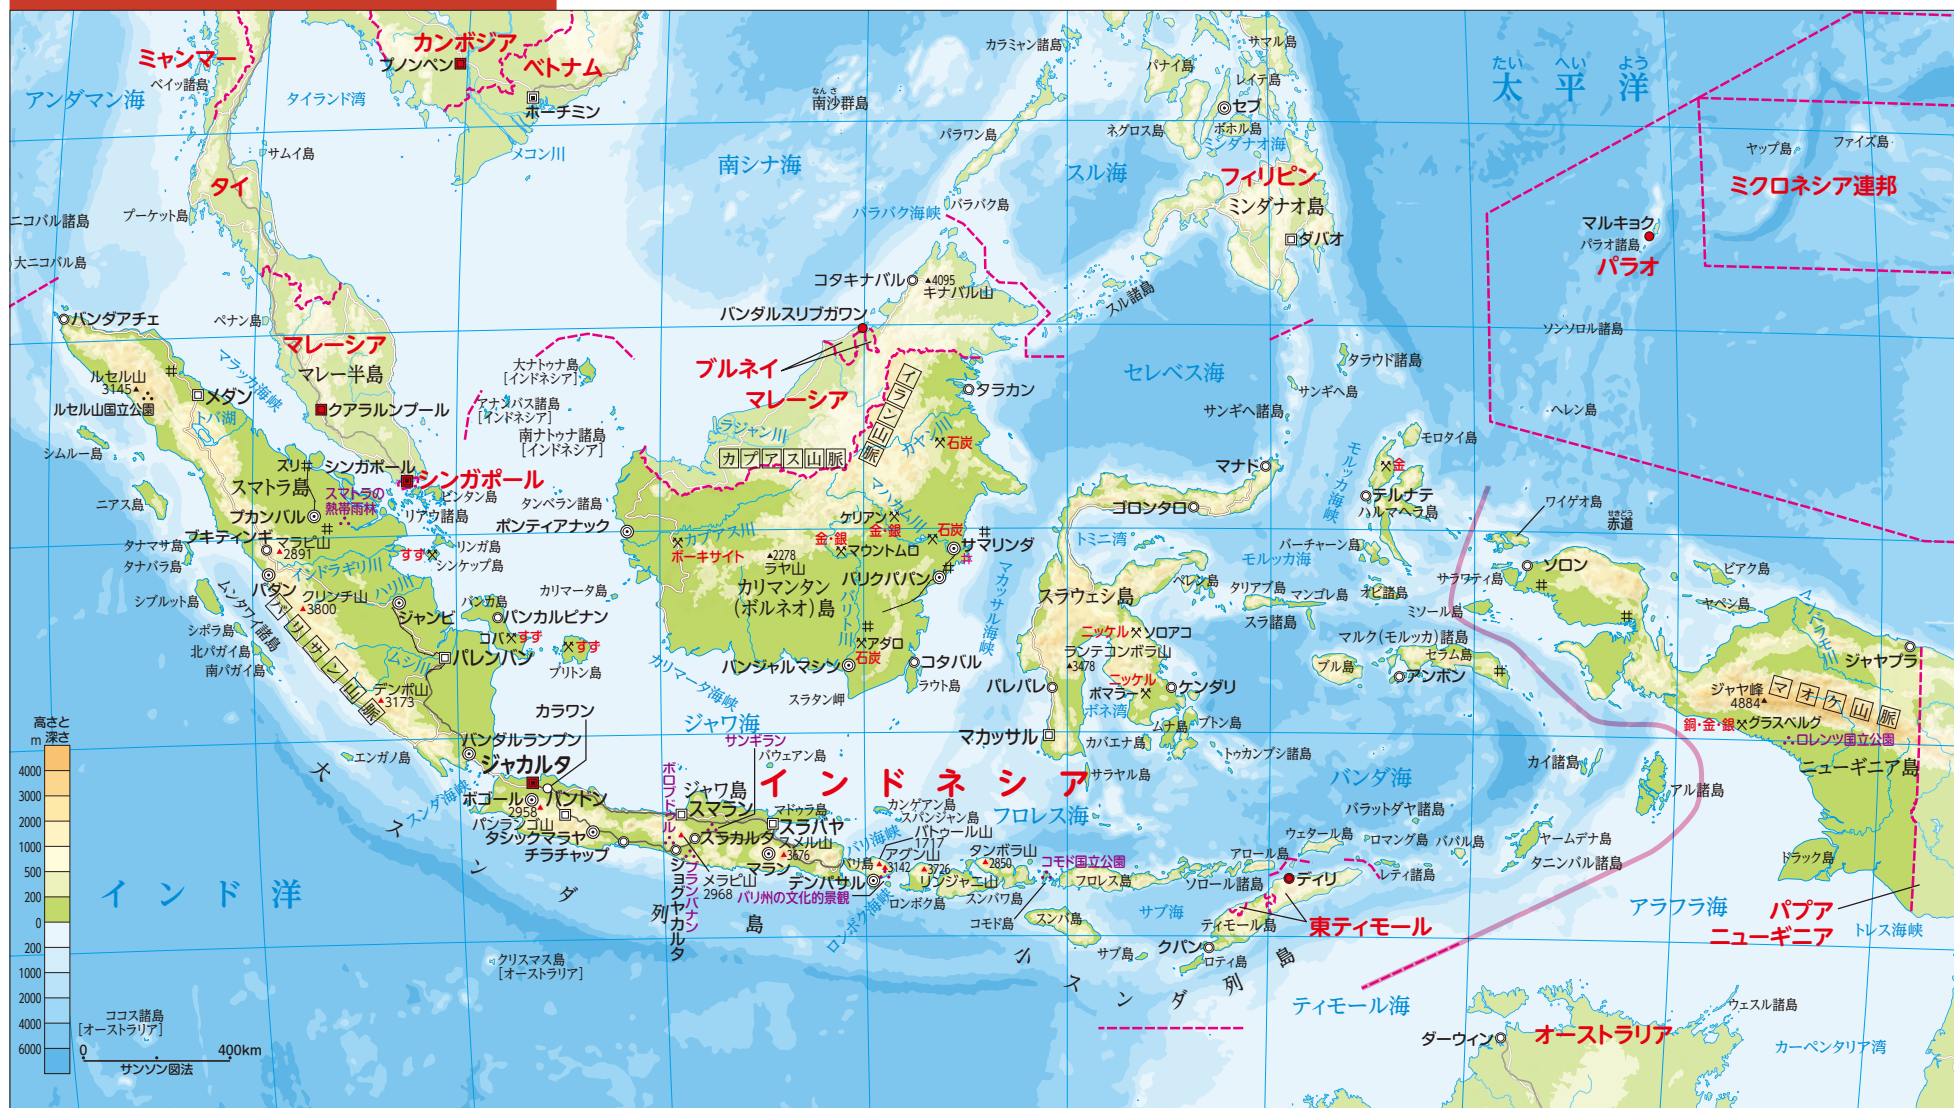 ミャンマー
ベイッ諸島
アンダマン海
カンボジア
プノンペン
ベトナム
ホーチミン
タイランド湾
メコン川
サムイ島
タイ
プーケット島
ニコバル諸島
大ニコバル島
なんさ
南沙群島
南シナ海
カラミャン諸島
パラワン島
スル海
バラバク海峡
バラバク島
サマル島
パナイ島
レイテ島
セブ
ネグロス島
ボホル島
ミンダナオ海
フィリピン
ミンダナオ島
ダバオ
たい へい よう
太平洋
ヤップ島
ファイズ島
ミクロネシア連邦
マルキョク
パラオ諸島
パラオ
ソンソロル諸島
ヘレン島
バンダアチェ
ペナン島
マレーシア
マレー半島
クアラルンプール
マラッカ海峡
ルセル山
3145
ルセル山国立公園
メダン
トバ湖
シムルー島
ニアス島
スリ
シンガポール
シンガポール
スマトラ島
スマトラの
熱帯雨林
プカンバル
ビンタン島
リアウ諸島
ブキティンギ
マラピ山
2891
タナマサ島
タナバラ島
シブルット島
ムンタワイ諸島
シポラ島
北パガイ島
南パガイ島
パダン
クリンチ山
3800
インドラギリ川
ハリ川
ジャンビ
リンガ島
すず
シンケップ島
バンカ島
パンカルピナン
コバ
すず
すず
ブリトン島
ムシ川
パレンバン
デンポ山
3173
バリサン山脈
エンガノ島
大ナトゥナ島
[インドネシア]
アナンバス諸島
[インドネシア]
南ナトゥナ諸島
[インドネシア]
タンベラン諸島
ポンティアナック
カリマータ島
カリマータ海峡
コタキナバル
4095
キナバル山
バンダルスリブガワン
ブルネイ
マレーシア
ラジャン川
カプアス山脈
イラン山脈
カヤン川
石炭
タラカン
スル諸島
セレベス海
カプアス川
ボーキサイト
金・銀
マウントムロ
ケリアン
金・銀
マハカム川
石炭
サマリンダ
2278
ラヤ山
カリマンタン
(ボルネオ)島
バリクパパン
バリト川
アダロ
石炭
バンジャルマシン
コタバル
ラウト島
スラタン岬
マカッサル海峡
ジャワ海
タラウド諸島
サンギヘ島
サンギヘ諸島
マナド
ゴロンタロ
トミニ湾
モルッカ海峡
モロタイ島
金
テルナテ
ハルマヘラ島
バーチャーン島
モルッカ海
スラウェシ島
ペレン島
タリアブ島
マンゴレ島
スラ諸島
オビ諸島
ニッケル
ソロアコ
ランテコンボラ山
3478
ニッケル
ポマラー
ケンダリ
パレパレ
ボネ湾
マカッサル
ムナ島
ブトン島
カバエナ島
トゥカンブシ諸島
サラヤル島
ワイゲオ島
せきどう
赤道
サラワティ島
ソロン
ミソール島
ビアク島
ヤペン島
マンベラモ川
マルク(モルッカ)諸島
セラム島
ブル島
アンボン
ジャヤプラ
ジャヤ峰
4884
マオケ山脈
銅・金・銀
グラスベルグ
ロレンツ国立公園
ニューギニア島
カイ諸島
アル諸島
ドラック島
バンダ海
バラットダヤ諸島
ウェタール島
ロマング島
ババル島
ヤームデナ島
タニンバル諸島
アロール島
レティ諸島
ディリ
ソロール諸島
ティモール島
東ティモール
クパン
ロティ島
アラフラ海
パプア
ニューギニア
トレス海峡
ティモール海
ウェスル諸島
ダーウィン
オーストラリア
カーペンタリア湾
インドネシア
フロレス海
カラワン
バンダルランプン
ジャカルタ
スンダ海峡
ボゴール
2958
パンランゴ山
バンドン
タシックマラヤ
チラチャップ
ボロブドゥル
サンギラン
バウェアン島
ジャワ島
スマラン
マドゥラ島
スラカルタ
スラバヤ
スメル山
3676
マラン
ジョグジャカルタ
プランバナン
メラピ山
2968
バリ海峡
バリ島
デンパサル
バリ州の文化的景観
アグン山
3142
バトゥール山
1717
カンゲアン島
スパンジャン島
3726
リンジャニ山
ロンボク島
ロンボク海峡
タンボラ山
2850
スンバワ島
コモド国立公園
コモド島
フロレス島
スンバ島
サブ海
サブ島
大スンダ列島
小スンダ列島
インド洋
クリスマス島
[オーストラリア]
ココス諸島
[オーストラリア]
高さと
m 深さ
4000
3000
2000
1000
500
200
0
200
1000
2000
4000
6000
0 400km
サンソン図法